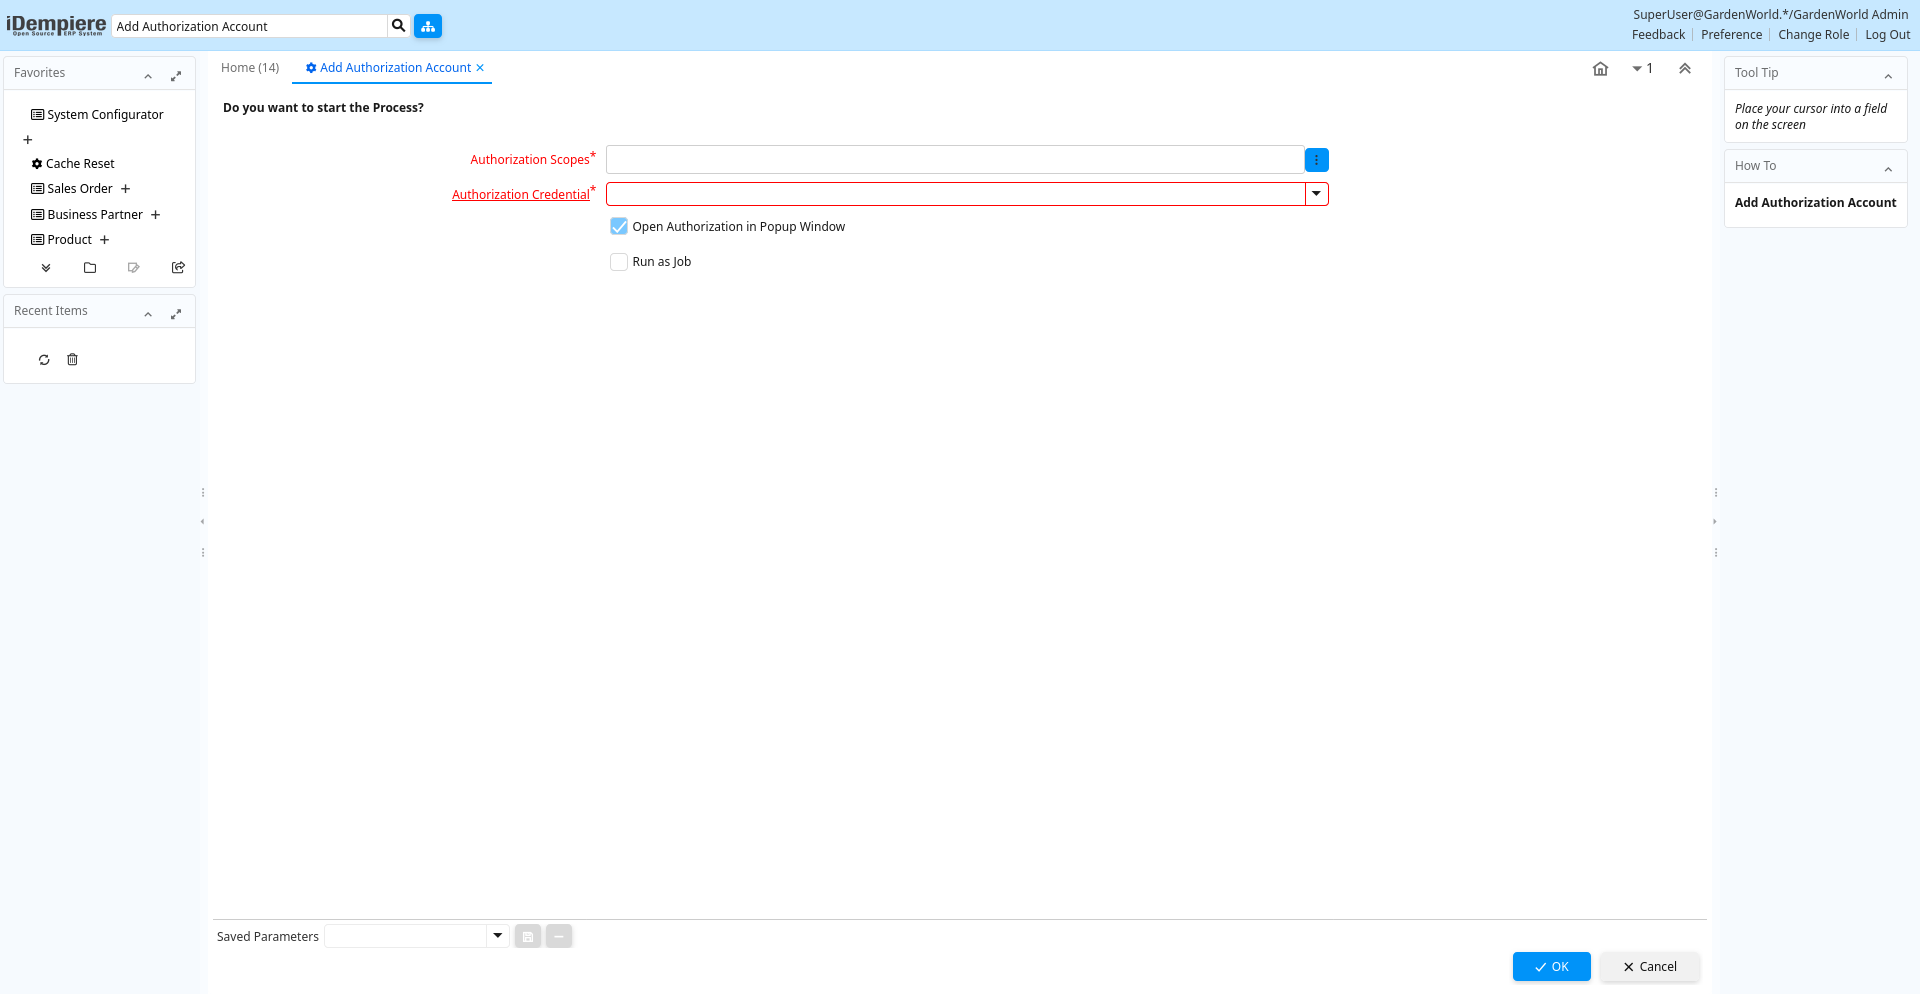 iDempiere
Open Source ERP System
Add Authorization Account
SuperUser@GardenWorld.*/GardenWorld Admin
Feedback
Preference
Change Role
Log Out
Favorites
System Configurator
Cache Reset
Sales Order
Business Partner
Product
Recent Items
Home (14)
Add Authorization Account
1
Do you want to start the Process?
Authorization Scopes*
Authorization Credential*
Open Authorization in Popup Window
Run as Job
Saved Parameters
OK
Cancel
Tool Tip
Place your cursor into a field
on the screen
How To
Add Authorization Account